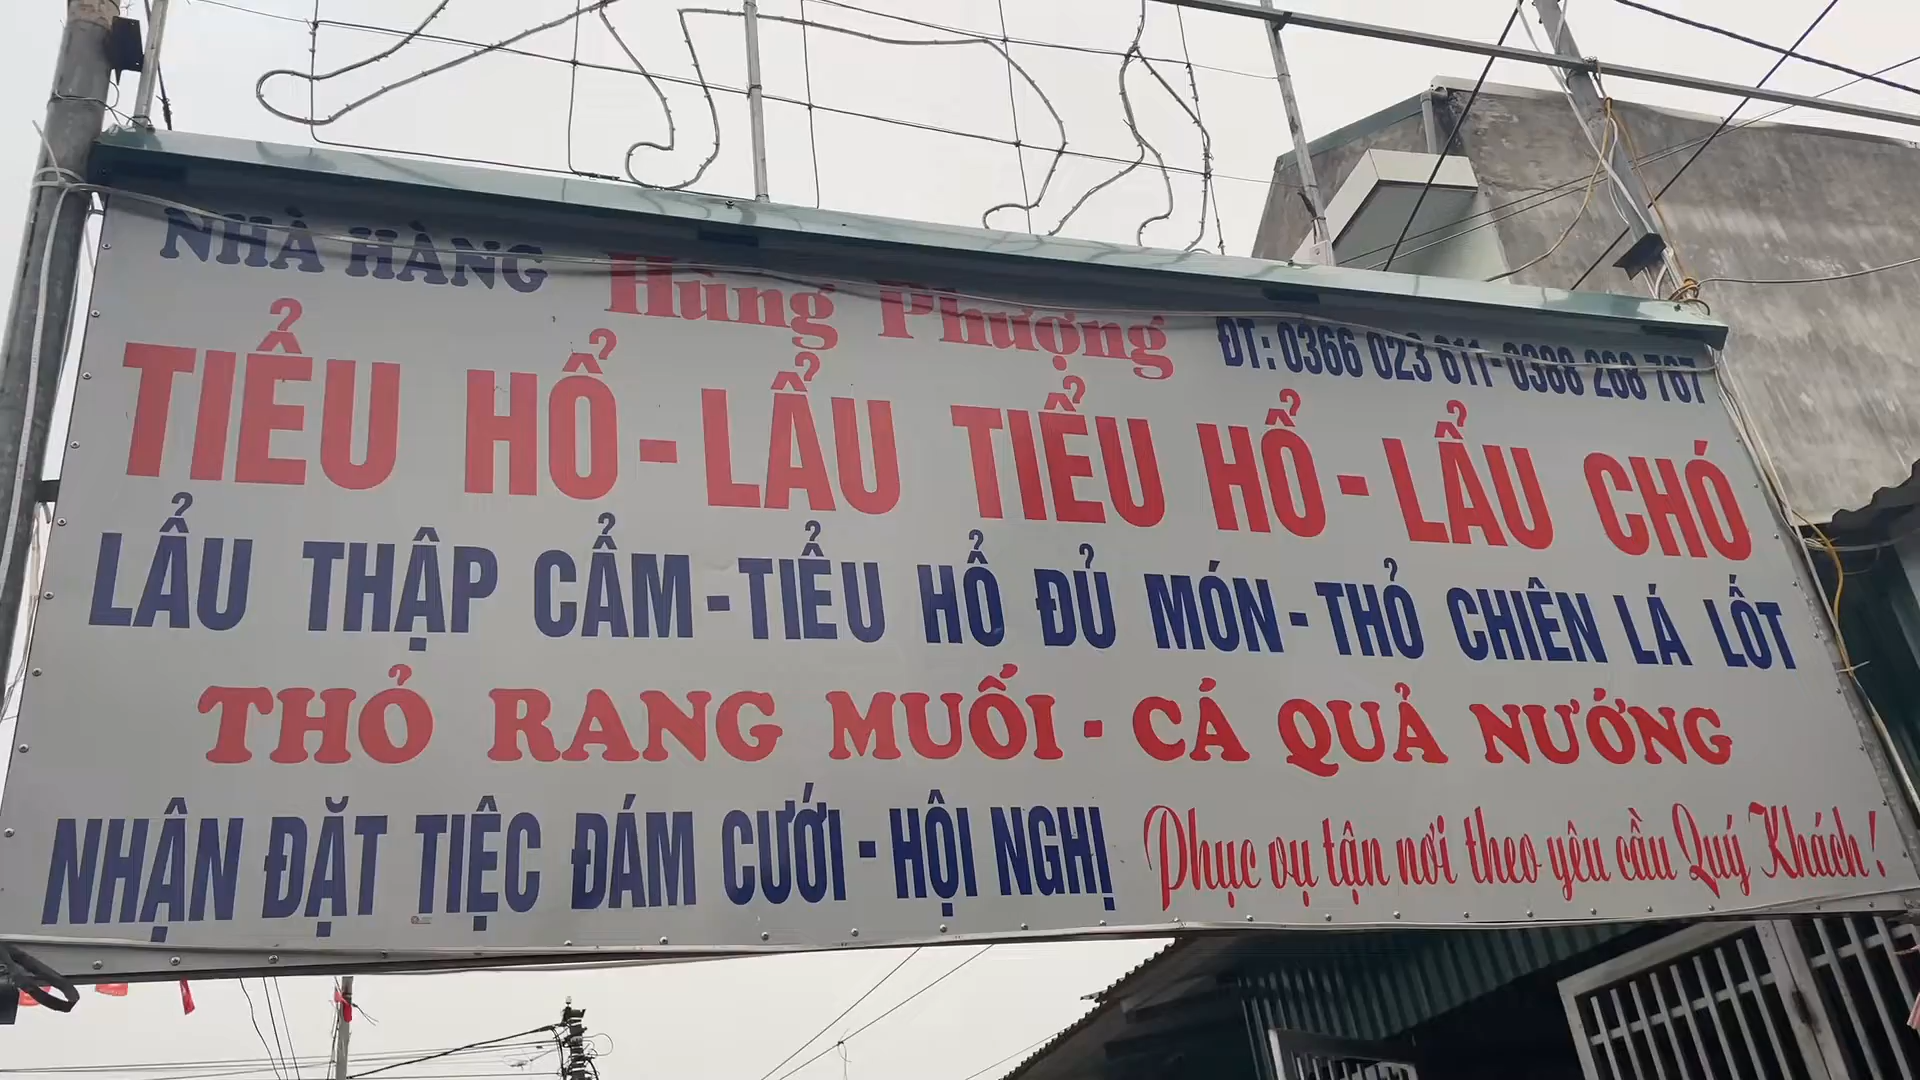 NHÀ HÀNG Hùng Phượng ĐT: 0366 023 611 - 0388 268 767
TIỂU HỔ - LẨU TIỂU HỔ - LẨU CHÓ
LẨU THẬP CẨM - TIỂU HỔ ĐỦ MÓN - THỎ CHIÊN LÁ LỐT
THỎ RANG MUỐI - CÁ QUẢ NƯỚNG
NHẬN ĐẶT TIỆC ĐÁM CƯỚI - HỘI NGHỊ Phục vụ tận nơi theo yêu cầu Quý Khách!